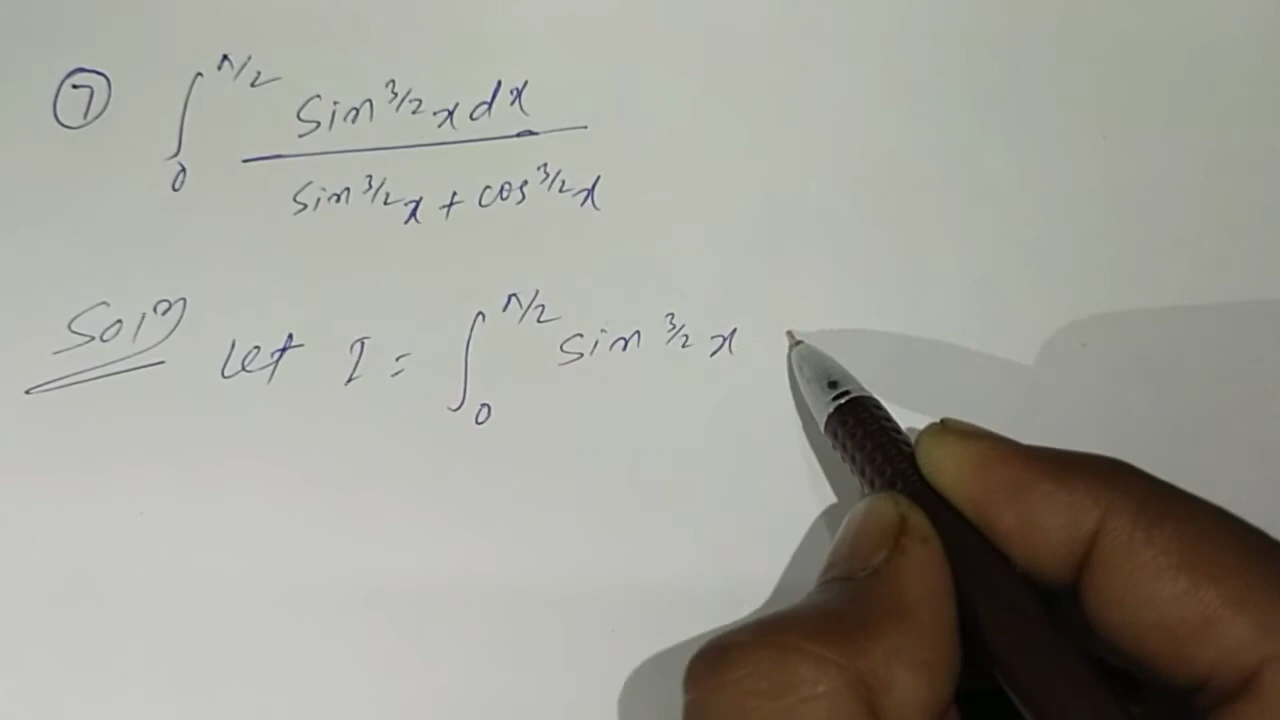 ⑦ ∫₀^π/2 Sin^3/2 x dx / Sin^3/2 x + cos^3/2 x
Solⁿ Let I = ∫₀^π/2 sin^3/2 x